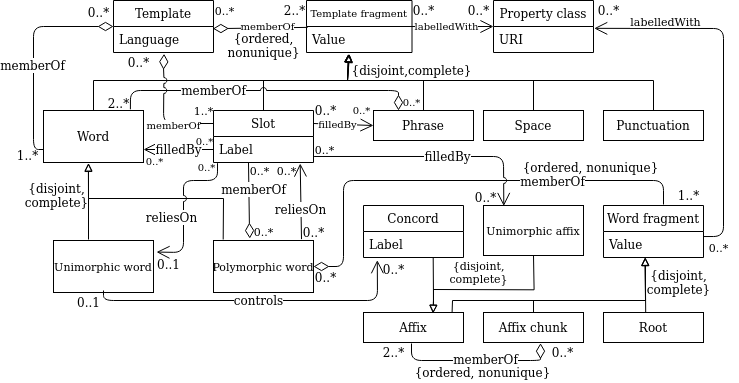 0..* Template 0..* 2..* Template fragment 0..* 0..* Property class 0..*
memberOf labelledWith labelledWith
Language {ordered, Value URI
nonunique}
memberOf 0..* {disjoint,complete}
memberOf
2..* 1..* 0..* 0..* 0..*
Word memberOf Slot filledBy Phrase Space Punctuation
filledBy 0..* Label
1..* 0..* 0..*
0..* 0..* 0..* filledBy {ordered, nonunique}
{disjoint, memberOf memberOf
complete} 0..* 1..*
reliesOn reliesOn Concord Unimorphic affix Word fragment
0..* 0..* Label Value
0..*
Unimorphic word 0..1 Polymorphic word 0..* 0..* {disjoint, {disjoint,
complete} complete}
0..1 controls
Affix Affix chunk Root
2..* memberOf 0..*
{ordered, nonunique}